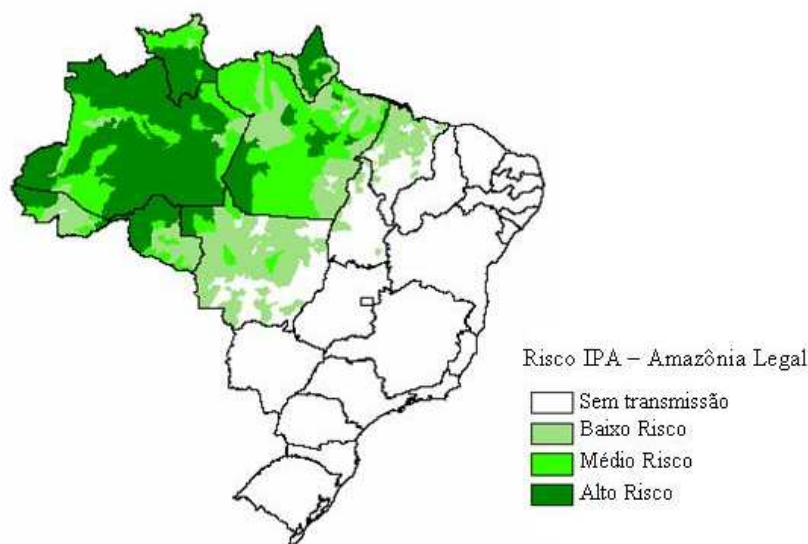 Risco IPA – Amazônia Legal
Sem transmissão
Baixo Risco
Médio Risco
Alto Risco